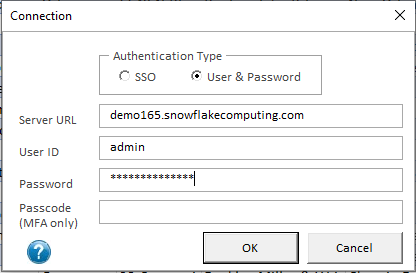 Connection
Authentication Type
SSO
User & Password
Server URL
demo165.snowflakecomputing.com
User ID
admin
Password
**************
Passcode
(MFA only)
?
OK
Cancel